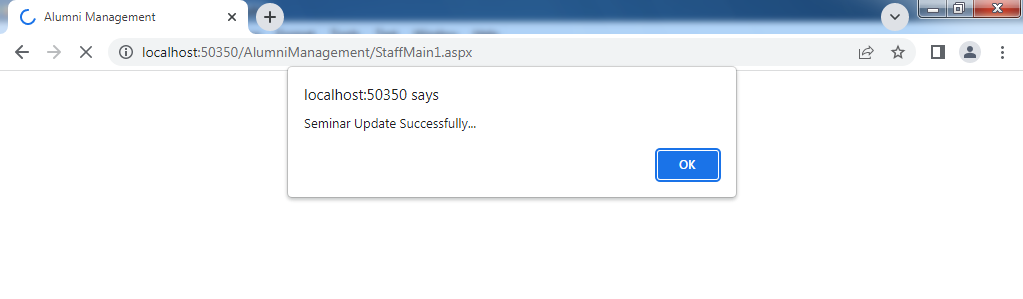 Alumni Management
localhost:50350/AlumniManagement/StaffMain1.aspx
localhost:50350 says
Seminar Update Successfully...
OK